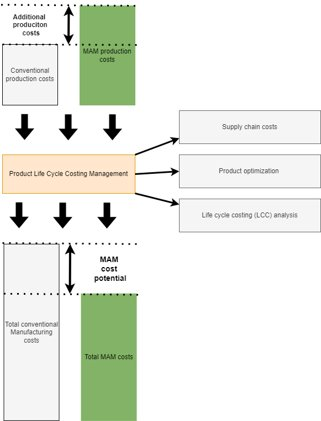 Additional
produciton
costs
MAM production
costs
Conventional
production costs
Supply chain costs
Product Life Cycle Costing Management
Product optimization
Life cycle costing (LCC) analysis
MAM
cost
potential
Total conventional
Manufacturing
costs
Total MAM costs